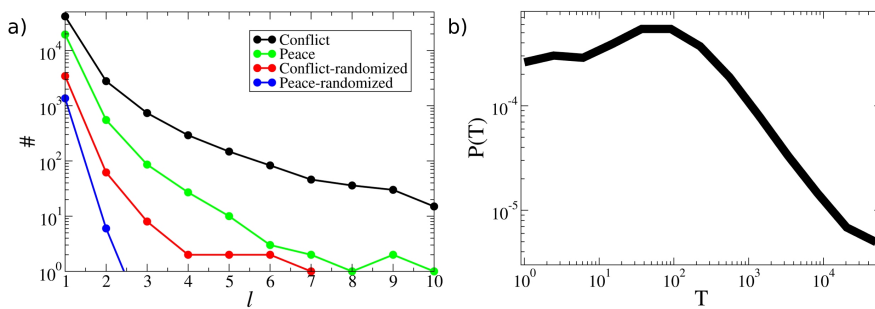 a)
Conflict
Peace
Conflict-randomized
Peace-randomized
#
10^4
10^3
10^2
10^1
10^0
1 2 3 4 5 6 7 8 9 10
l
b)
P(T)
10^-4
10^-5
10^0 10^1 10^2 10^3 10^4
T